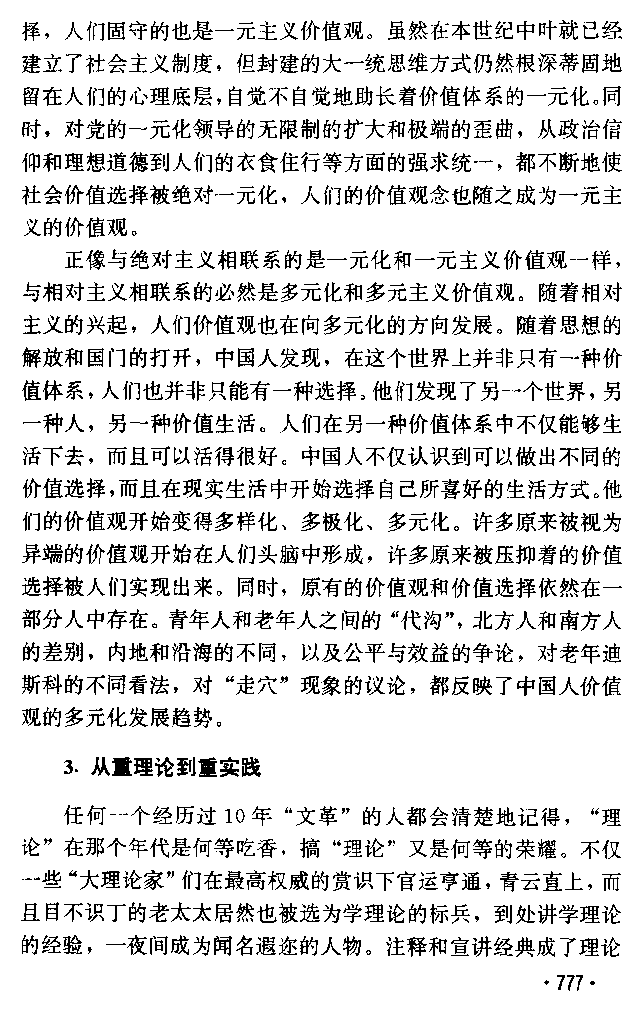 择，人们固守的也是一元主义价值观。虽然在本世纪中叶就已经
建立了社会主义制度，但封建的大一统思维方式仍然根深蒂固地
留在人们的心理底层，自觉不自觉地助长着价值体系的一元化。同
时，对党的一元化领导的无限制的扩大和极端的歪曲，从政治信
仰和理想道德到人们的衣食住行等方面的强求统一，都不断地使
社会价值选择被绝对一元化，人们的价值观念也随之成为一元主
义的价值观。
正像与绝对主义相联系的是一元化和一元主义价值观一样，
与相对主义相联系的必然是多元化和多元主义价值观。随着相对
主义的兴起，人们价值观也在向多元化的方向发展。随着思想的
解放和国门的打开，中国人发现，在这个世界上并非只有一种价
值体系，人们也并非只能有一种选择。他们发现了另一个世界，另
一种人，另一种价值生活。人们在另一种价值体系中不仅能够生
活下去，而且可以活得很好。中国人不仅认识到可以做出不同的
价值选择，而且在现实生活中开始选择自己所喜好的生活方式。他
们的价值观开始变得多样化、多极化、多元化。许多原来被视为
异端的价值观开始在人们头脑中形成，许多原来被压抑着的价值
选择被人们实现出来。同时，原有的价值观和价值选择依然在一
部分人中存在。青年人和老年人之间的“代沟”，北方人和南方人
的差别，内地和沿海的不同，以及公平与效益的争论，对老年迪
斯科的不同看法，对“走穴”现象的议论，都反映了中国人价值
观的多元化发展趋势。
3. 从重理论到重实践
任何一个经历过 10 年“文革”的人都会清楚地记得，“理
论”在那个年代是何等吃香，搞“理论”又是何等的荣耀。不仅
一些“大理论家”们在最高权威的赏识下官运亨通，青云直上，而
且目不识丁的老太太居然也被选为学理论的标兵，到处讲学理论
的经验，一夜间成为闻名遐迩的人物。注释和宣讲经典成了理论
·777·